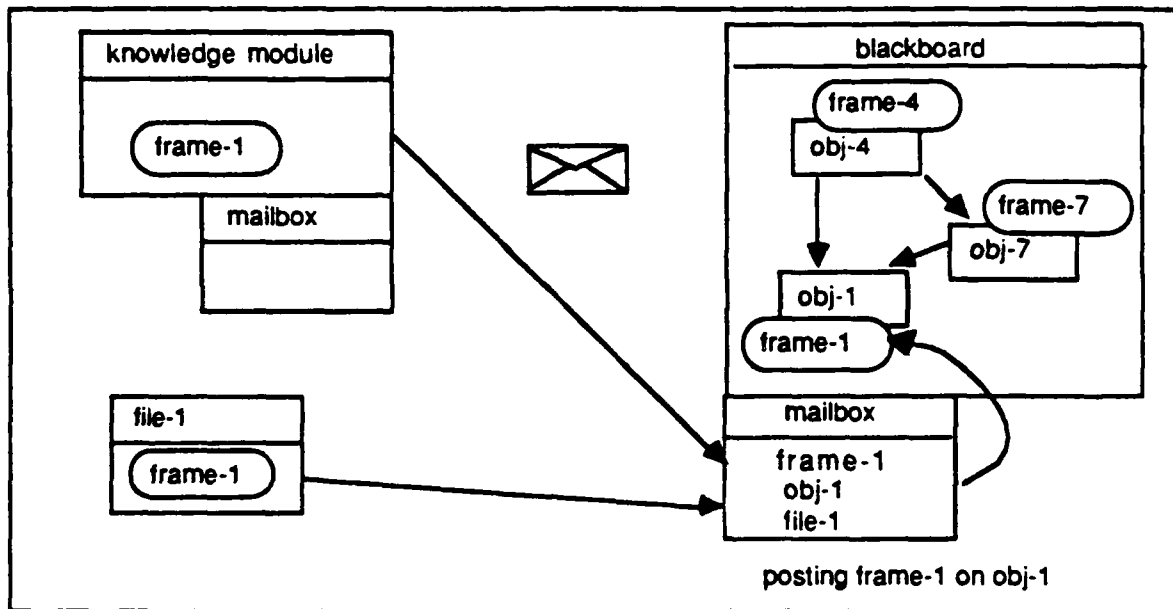 knowledge module
frame-1
mailbox
file-1
frame-1
blackboard
frame-4
obj-4
frame-7
obj-7
obj-1
frame-1
mailbox
frame-1
obj-1
file-1
posting frame-1 on obj-1